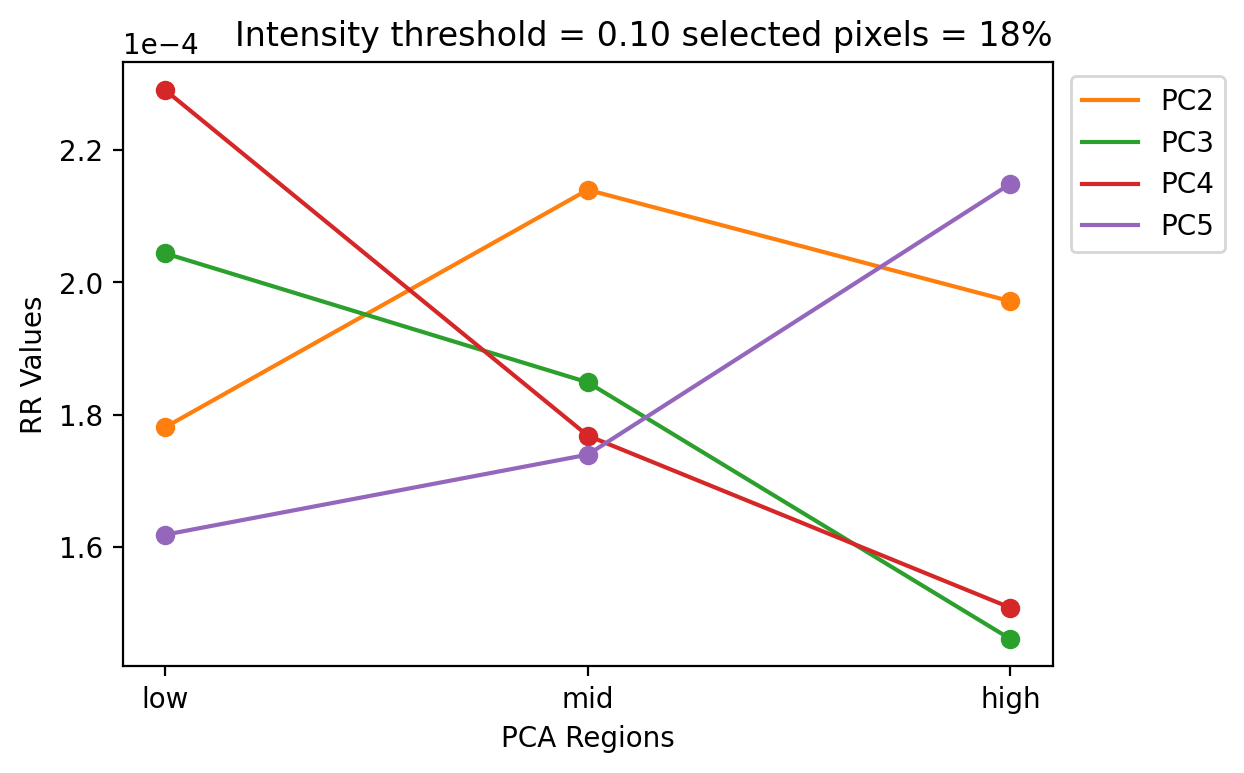 1e−4 Intensity threshold = 0.10 selected pixels = 18%
2.2
2.0
1.8
1.6
RR Values
low mid high
PCA Regions
PC2
PC3
PC4
PC5